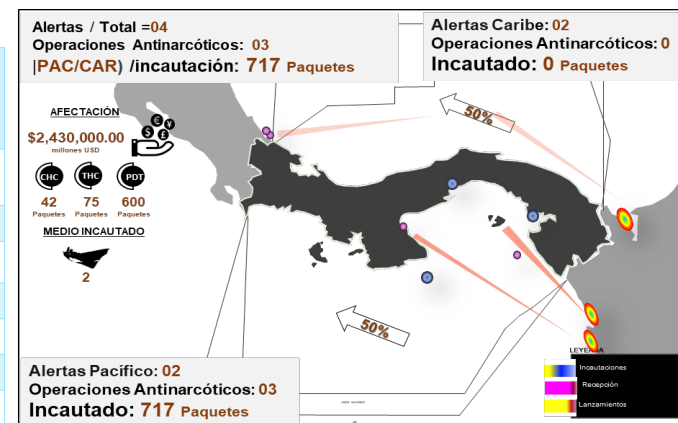 Alertas / Total =04
Operaciones Antinarcóticos: 03
|PAC/CAR) /incautación: 717 Paquetes
Alertas Caribe: 02
Operaciones Antinarcóticos: 0
Incautado: 0 Paquetes
AFECTACIÓN
$2,430,000.00
millones USD
CHC THC PDT
42 75 600
Paquetes Paquetes Paquetes
MEDIO INCAUTADO
2
50%
50%
LEYENDA
Incautaciones
Recepción
Lanzamientos
Alertas Pacífico: 02
Operaciones Antinarcóticos: 03
Incautado: 717 Paquetes